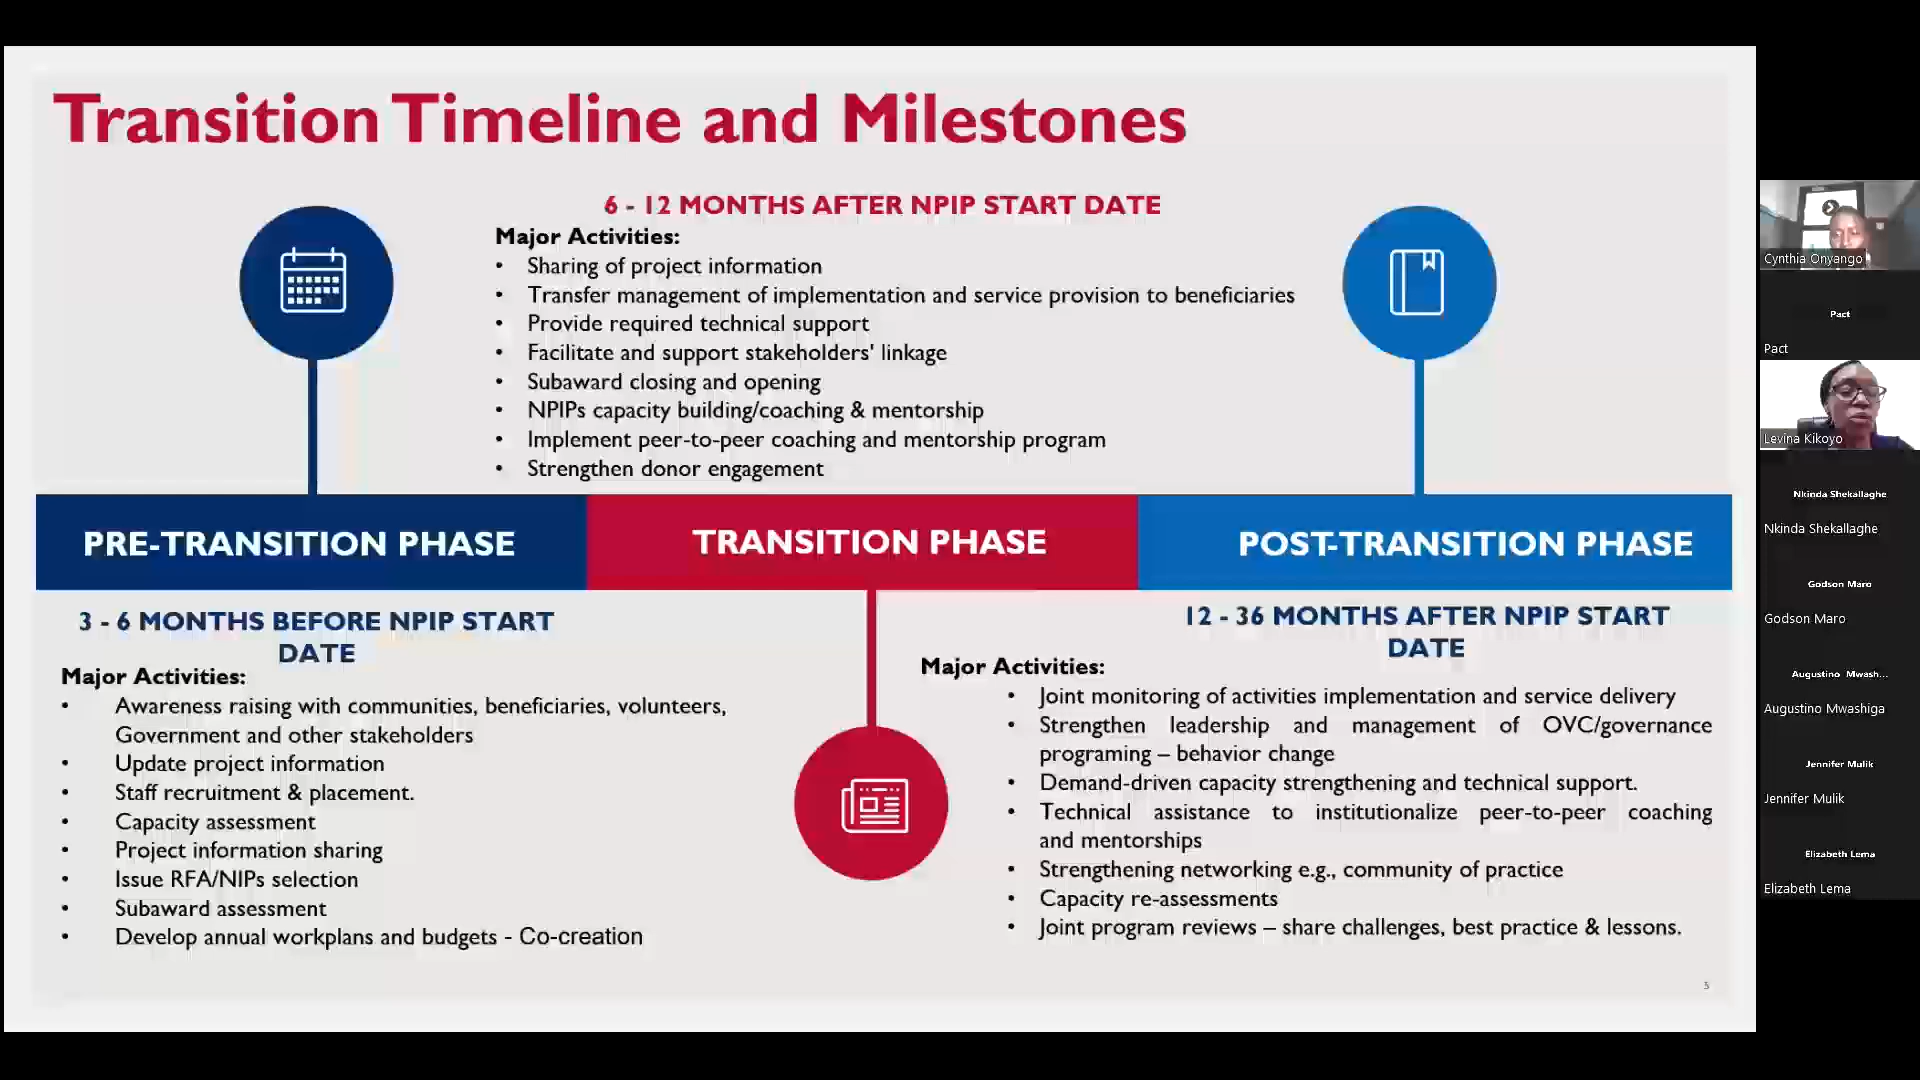 Transition Timeline and Milestones
6 - 12 MONTHS AFTER NPIP START DATE
Major Activities:
• Sharing of project information
• Transfer management of implementation and service provision to beneficiaries
• Provide required technical support
• Facilitate and support stakeholders' linkage
• Subaward closing and opening
• NPIPs capacity building/coaching & mentorship
• Implement peer-to-peer coaching and mentorship program
• Strengthen donor engagement
PRE-TRANSITION PHASE
TRANSITION PHASE
POST-TRANSITION PHASE
3 - 6 MONTHS BEFORE NPIP START
DATE
Major Activities:
• Awareness raising with communities, beneficiaries, volunteers,
Government and other stakeholders
• Update project information
• Staff recruitment & placement.
• Capacity assessment
• Project information sharing
• Issue RFA/NIPs selection
• Subaward assessment
• Develop annual workplans and budgets - Co-creation
12 - 36 MONTHS AFTER NPIP START
DATE
Major Activities:
• Joint monitoring of activities implementation and service delivery
• Strengthen leadership and management of OVC/governance
programing – behavior change
• Demand-driven capacity strengthening and technical support.
• Technical assistance to institutionalize peer-to-peer coaching
and mentorships
• Strengthening networking e.g., community of practice
• Capacity re-assessments
• Joint program reviews – share challenges, best practice & lessons.
5
Cynthia Onyango
Pact
Pact
Levina Kikoyo
Nkinda Shekallaghe
Nkinda Shekallaghe
Godson Maro
Godson Maro
Augustino Mwash...
Augustino Mwashiga
Jennifer Mulik
Jennifer Mulik
Elizabeth Lema
Elizabeth Lema